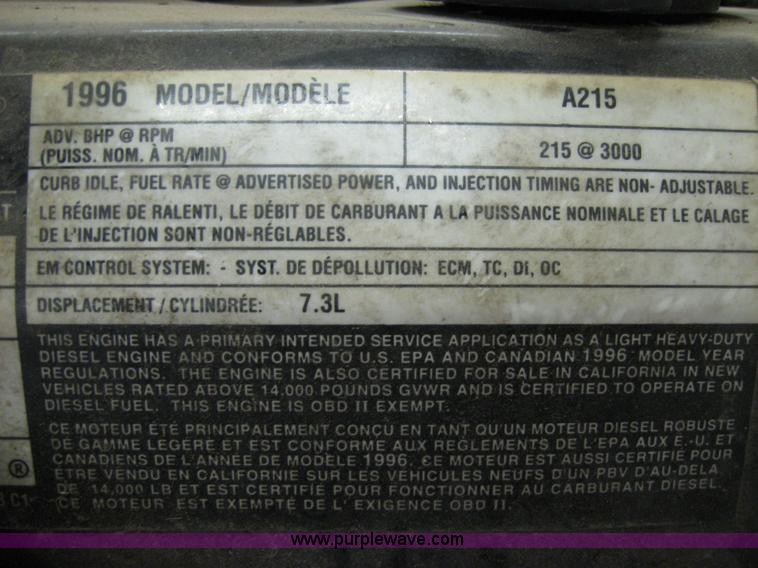 1996 MODEL/MODÈLE A215
ADV. BHP @ RPM
(PUISS. NOM. À TR/MIN) 215 @ 3000
CURB IDLE, FUEL RATE @ ADVERTISED POWER, AND INJECTION TIMING ARE NON- ADJUSTABLE.
LE RÉGIME DE RALENTI, LE DÉBIT DE CARBURANT A LA PUISSANCE NOMINALE ET LE CALAGE
DE L'INJECTION SONT NON-RÉGLABLES.
EM CONTROL SYSTEM: - SYST. DE DÉPOLLUTION: ECM, TC, DI, OC
DISPLACEMENT/CYLINDRÉE: 7.3L
THIS ENGINE HAS A PRIMARY INTENDED SERVICE APPLICATION AS A LIGHT HEAVY-DUTY
DIESEL ENGINE AND CONFORMS TO U.S. EPA AND CANADIAN 1996 MODEL YEAR
REGULATIONS. THE ENGINE IS ALSO CERTIFIED FOR SALE IN CALIFORNIA IN NEW
VEHICLES RATED ABOVE 14,000 POUNDS GVWR AND IS CERTIFIED TO OPERATE ON
DIESEL FUEL. THIS ENGINE IS OBD II EXEMPT.
CE MOTEUR ÉTÉ PRINCIPALEMENT CONÇU EN TANT QU'UN MOTEUR DIESEL ROBUSTE
DE GAMME LEGERE ET EST CONFORME AUX REGLEMENTS DE L'EPA AUX E.-U. ET
CANADIENS DE L'ANNÉE DE MODÈLE 1996. CE MOTEUR EST AUSSI CERTIFIÉ POUR
ÊTRE VENDU EN CALIFORNIE SUR LES VÉHICULES NEUFS D'UN PBV D'AU-DELA
DE 14,000 LB ET EST CERTIFIÉ POUR FONCTIONNER AU CARBURANT DIESEL.
CE MOTEUR EST EXEMPTÉ DE L'EXIGENCE OBD II.
®
C1
www.purplewave.com